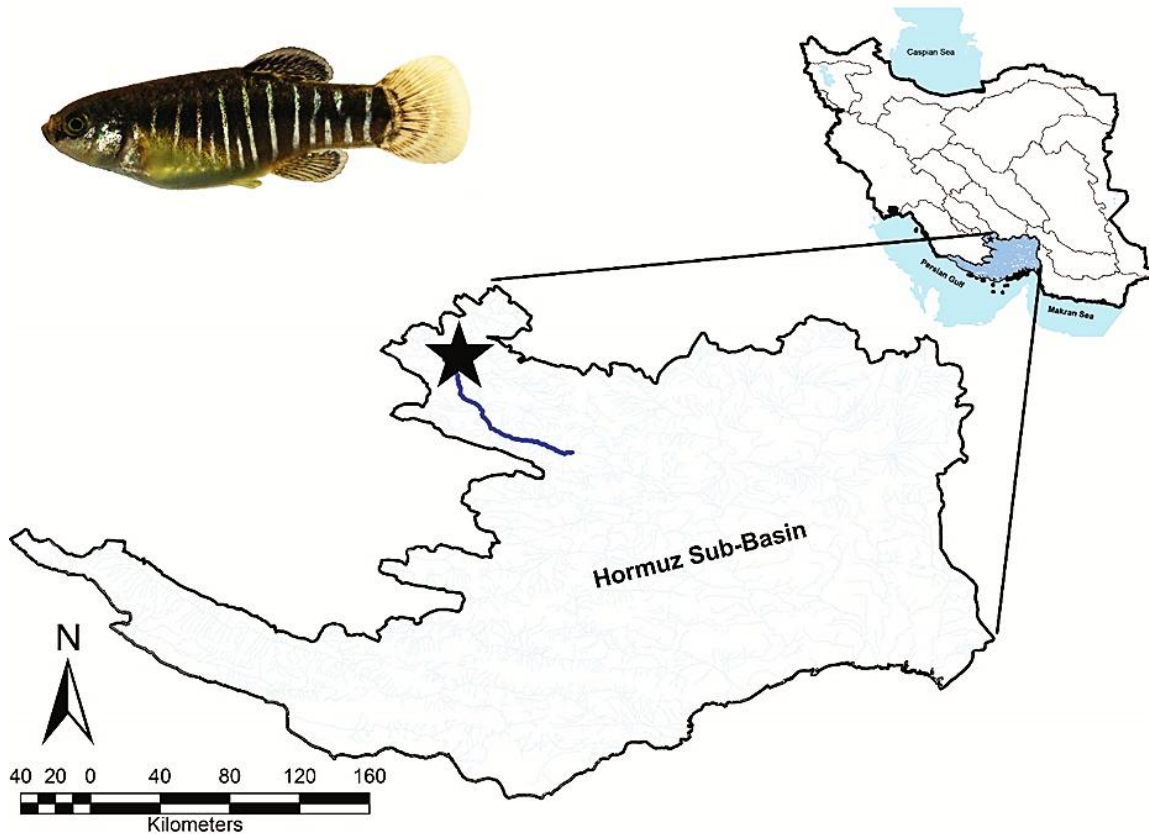 Caspian Sea
Persian Gulf
Makran Sea
Hormuz Sub-Basin
N
40 20 0 40 80 120 160
Kilometers